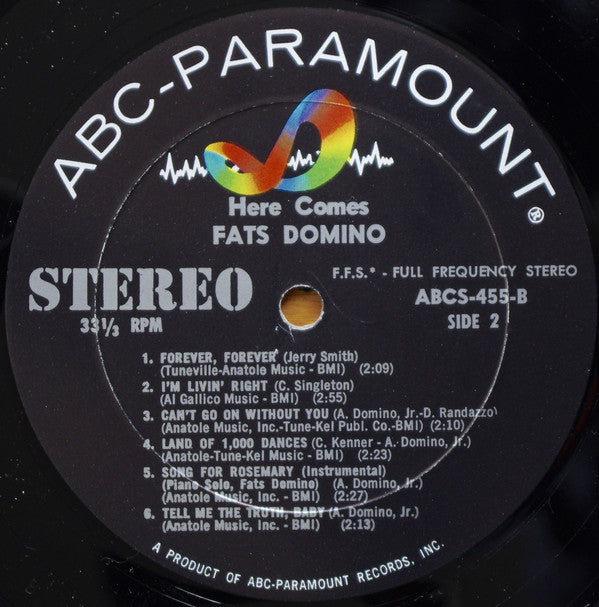 ABC-PARAMOUNT®
Here Comes
FATS DOMINO
STEREO
33⅓ RPM
F.F.S.® - FULL FREQUENCY STEREO
ABCS-455-B
SIDE 2
1. FOREVER, FOREVER (Jerry Smith)
(Tuneville-Anatole Music - BMI) (2:09)
2. I'M LIVIN' RIGHT (C. Singleton)
(Al Gallico Music - BMI) (2:55)
3. CAN'T GO ON WITHOUT YOU (A. Domino, Jr.-D. Randazzo)
(Anatole Music, Inc.-Tune-Kel Publ. Co.-BMI) (2:10)
4. LAND OF 1,000 DANCES (C. Kenner - A. Domino, Jr.)
(Anatole-Tune-Kel Music - BMI) (2:23)
5. SONG FOR ROSEMARY (Instrumental)
(Piano Solo, Fats Domino) (A. Domino, Jr.)
(Anatole Music, Inc. - BMI) (2:27)
6. TELL ME THE TRUTH, BABY (A. Domino, Jr.)
(Anatole Music, Inc. - BMI) (2:13)
A PRODUCT OF ABC-PARAMOUNT RECORDS, INC.